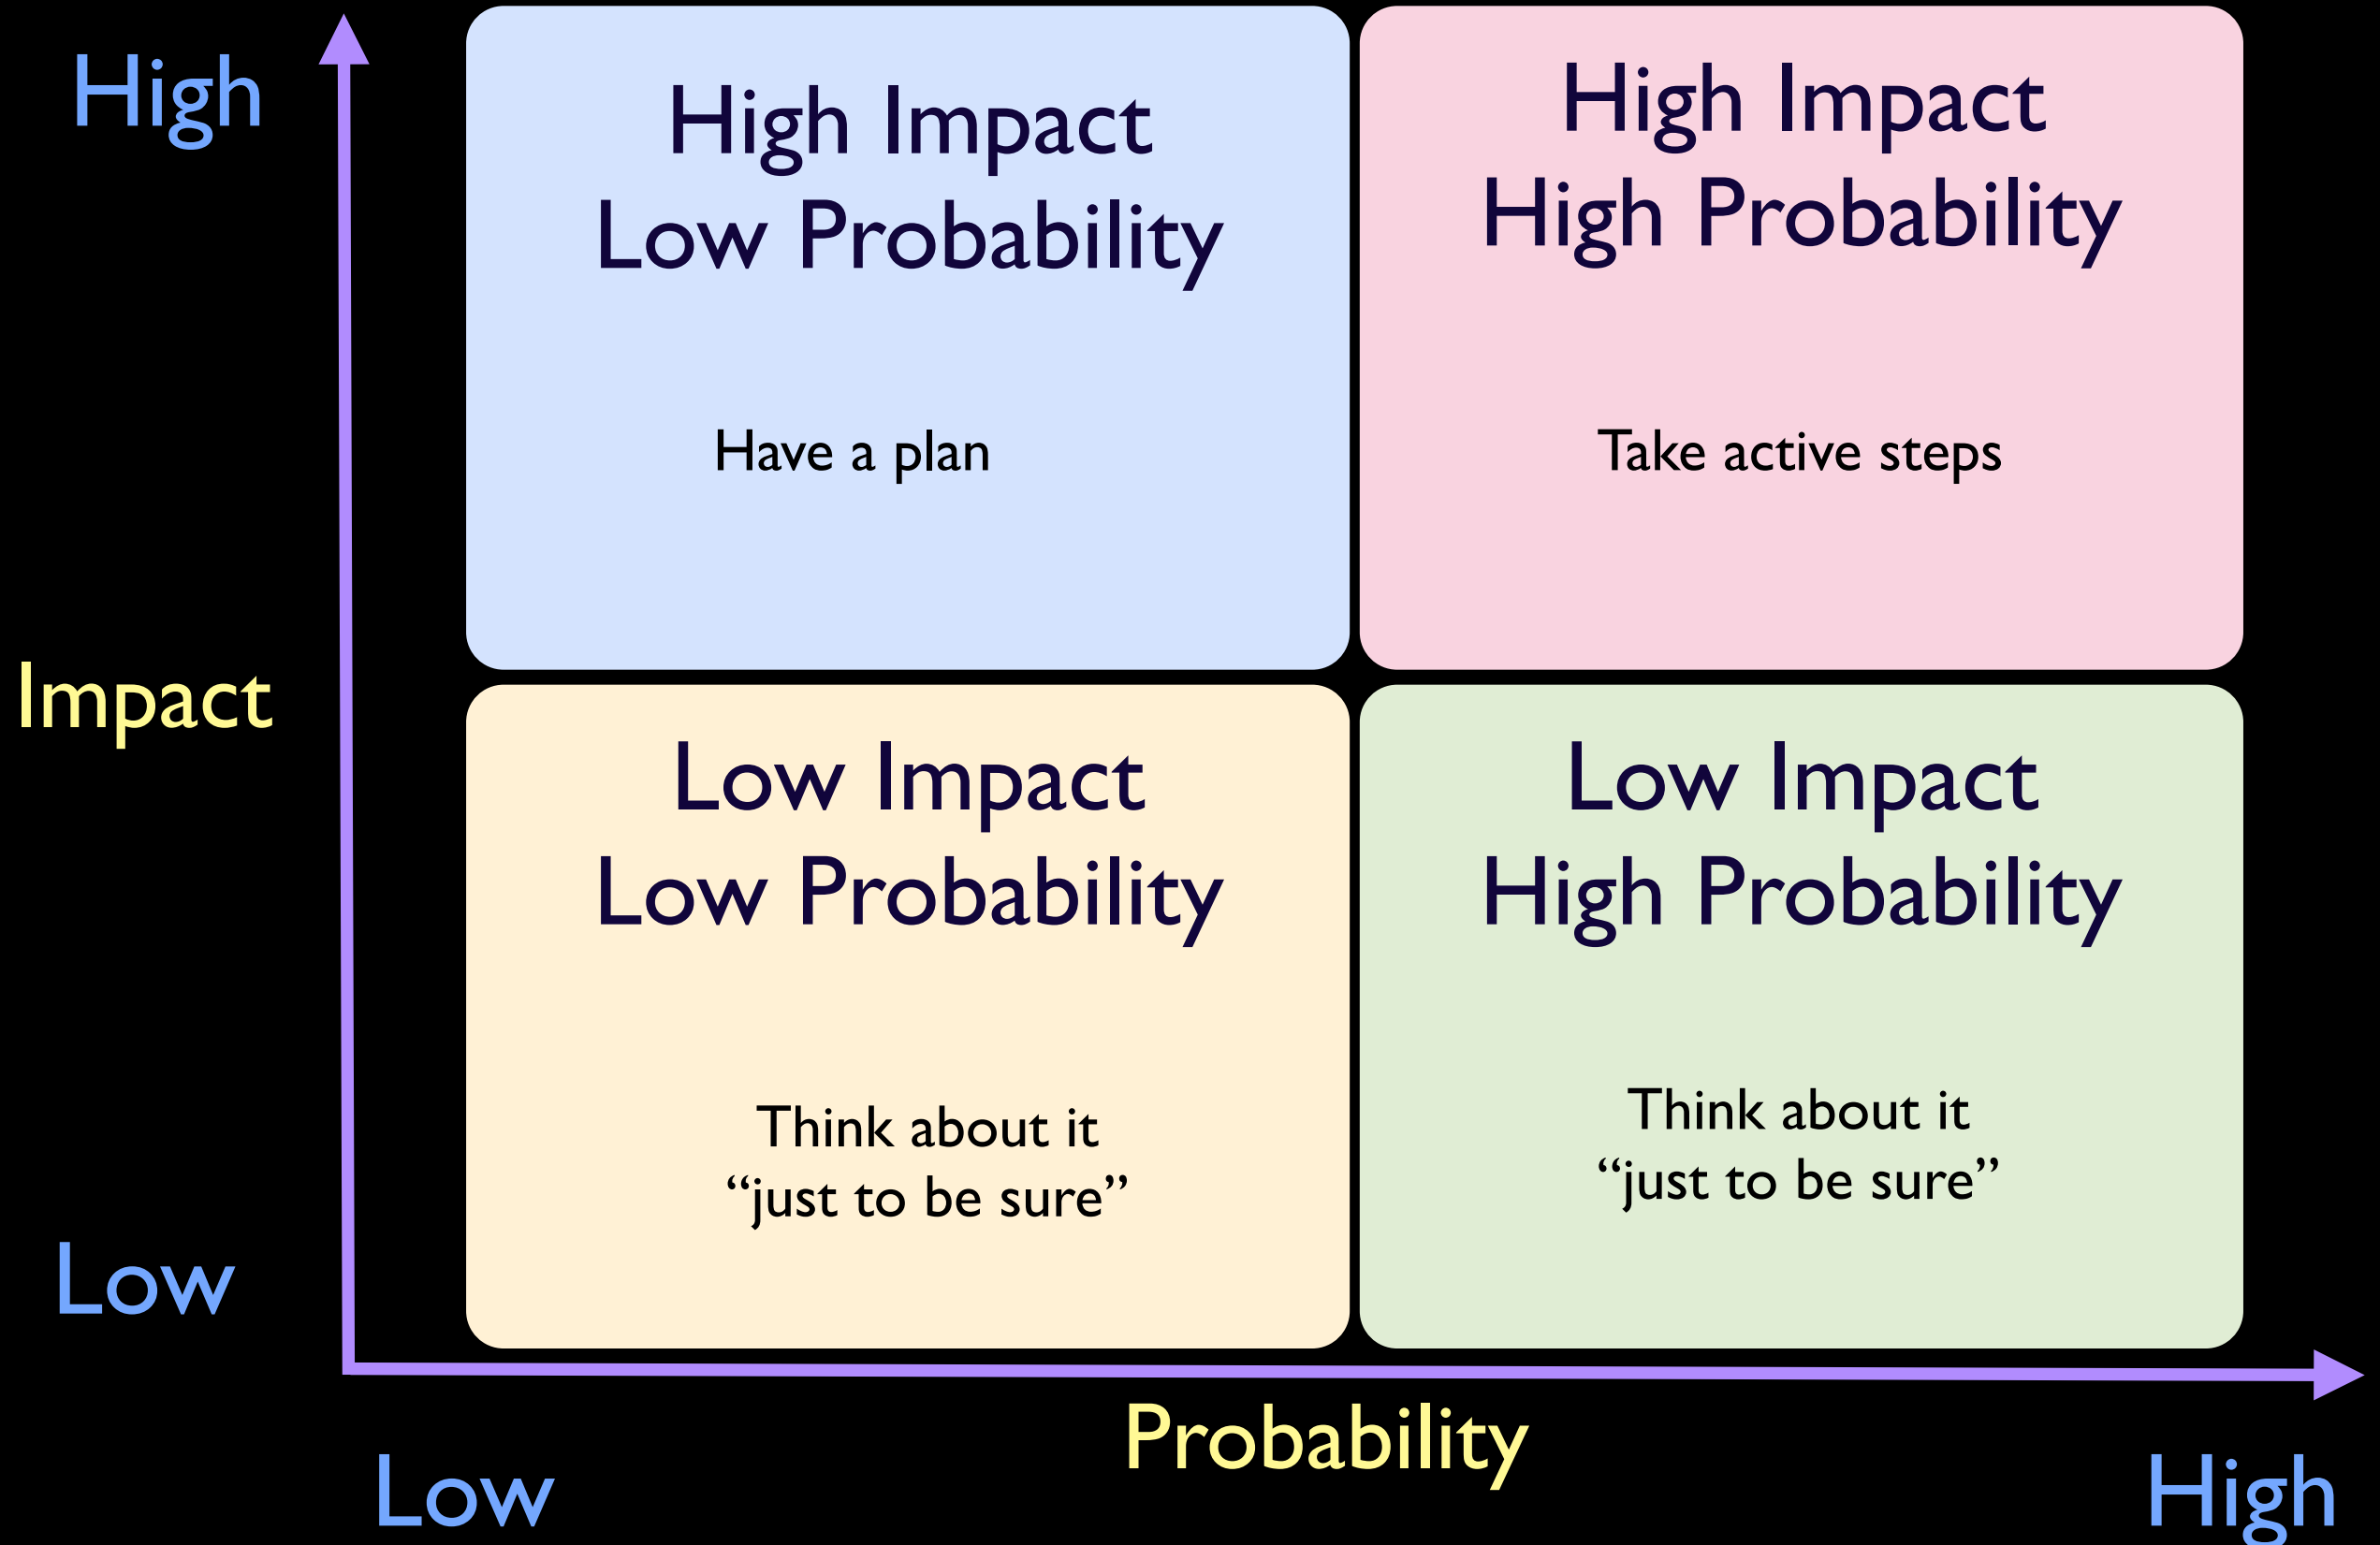 High
High Impact
Low Probability
Have a plan
High Impact
High Probability
Take active steps
Impact
Low Impact
Low Probability
Think about it
“just to be sure”
Low Impact
High Probability
Think about it
“just to be sure”
Low
Low
Probability
High